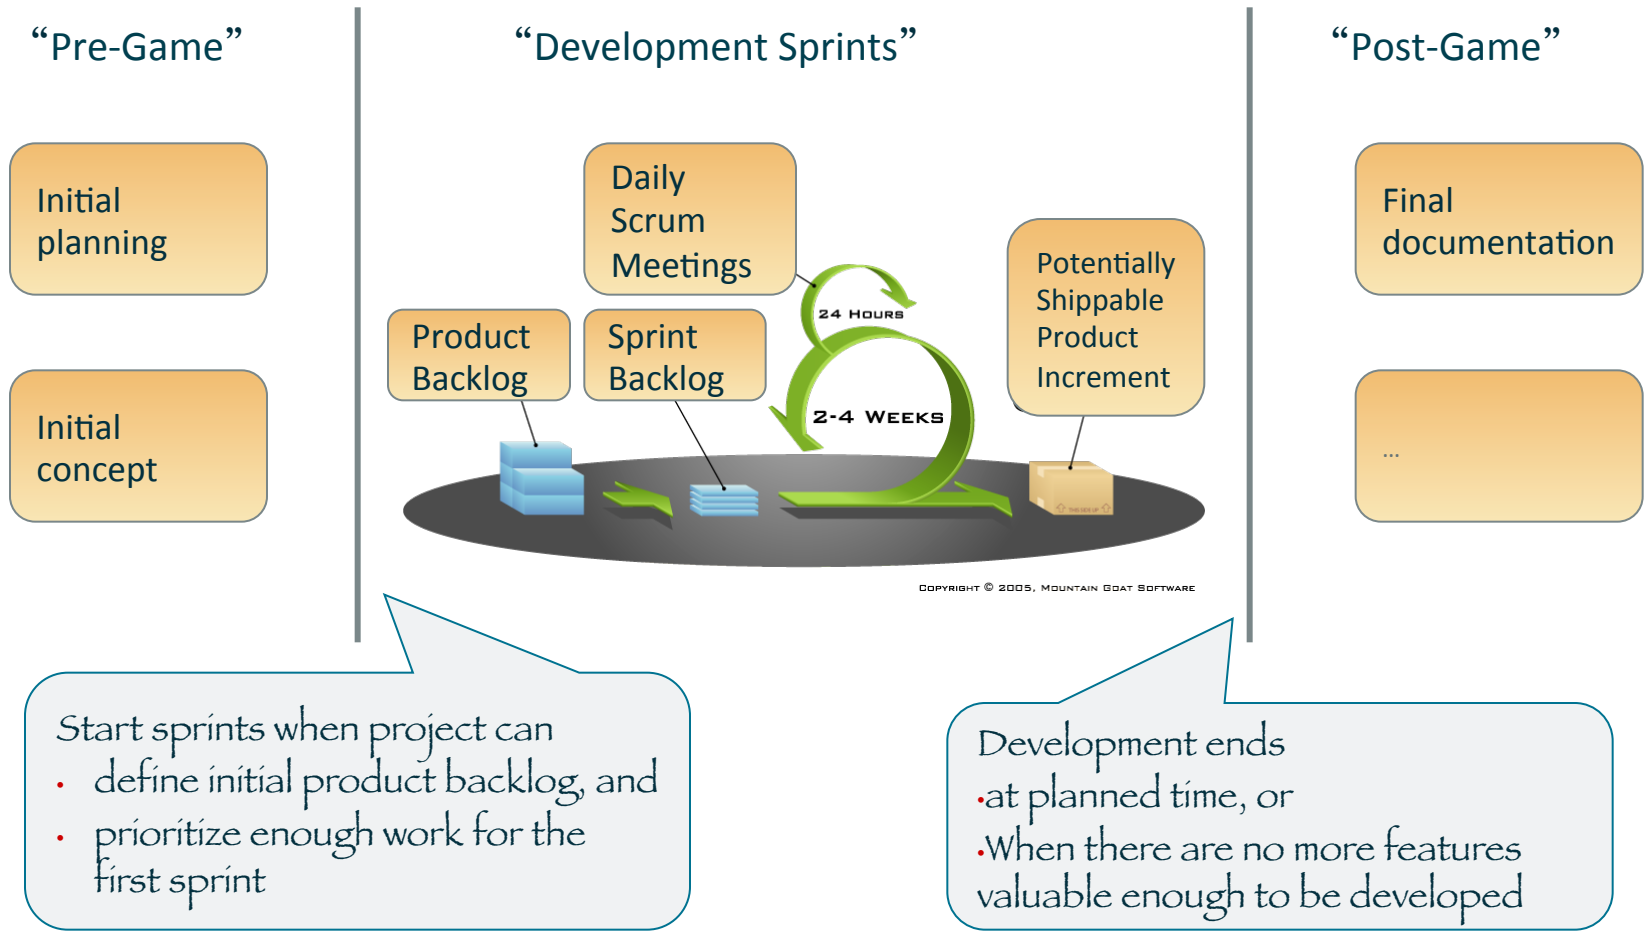 “Pre-Game”
“Development Sprints”
“Post-Game”
Initial
planning
Initial
concept
Daily
Scrum
Meetings
Product
Backlog
Sprint
Backlog
24 Hours
2-4 Weeks
Potentially
Shippable
Product
Increment
Final
documentation
...
Copyright © 2005, Mountain Goat Software
Start sprints when project can
• define initial product backlog, and
• prioritize enough work for the
first sprint
Development ends
•at planned time, or
•When there are no more features
valuable enough to be developed